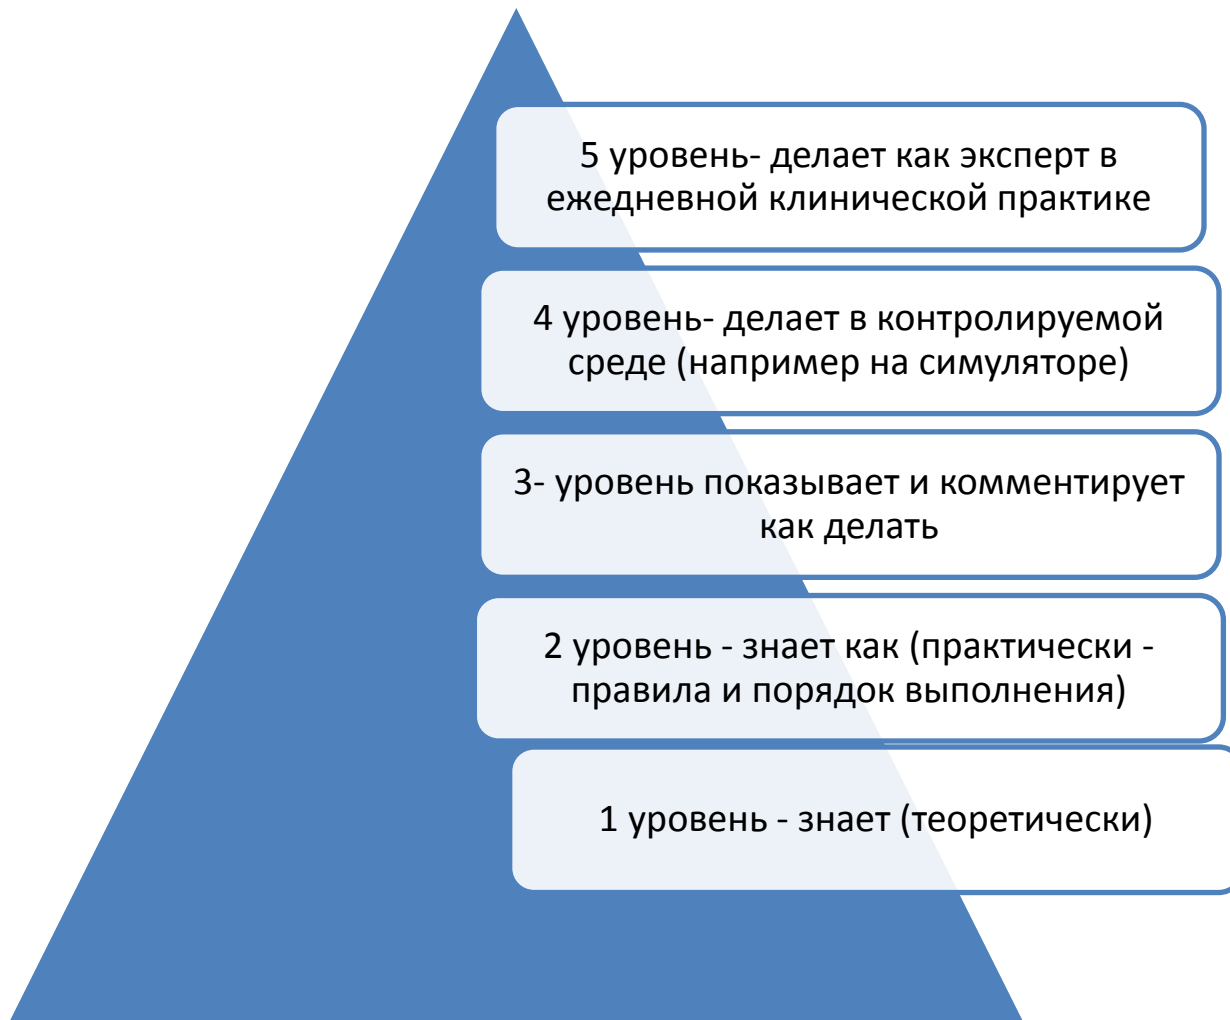 5 уровень- делает как эксперт в
ежедневной клинической практике
4 уровень- делает в контролируемой
среде (например на симуляторе)
3- уровень показывает и комментирует
как делать
2 уровень - знает как (практически -
правила и порядок выполнения)
1 уровень - знает (теоретически)